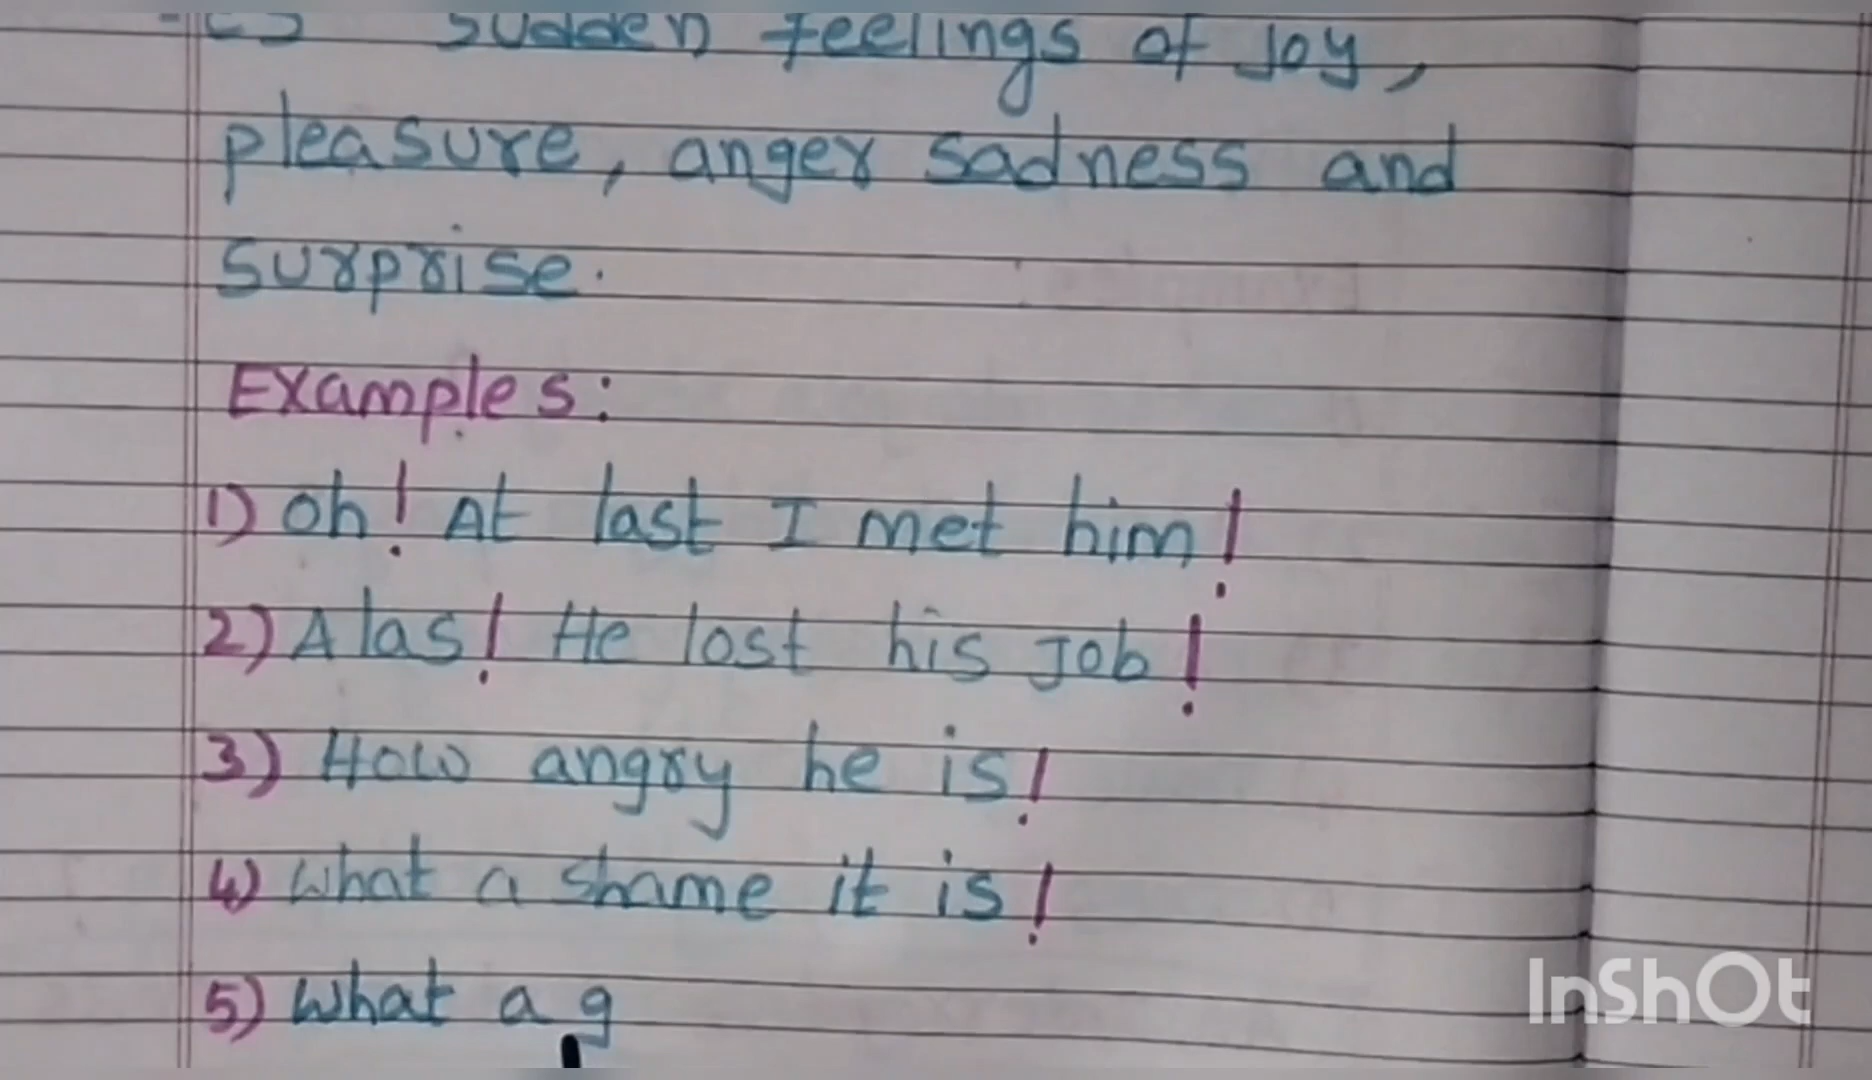 sudden feelings of Joy,
pleasure, anger sadness and
surprise.
Examples:
1) Oh! At last I met him!
2) Alas! He lost his Job!
3) How angry he is!
4) What a shame it is!
5) What a g
InShOt